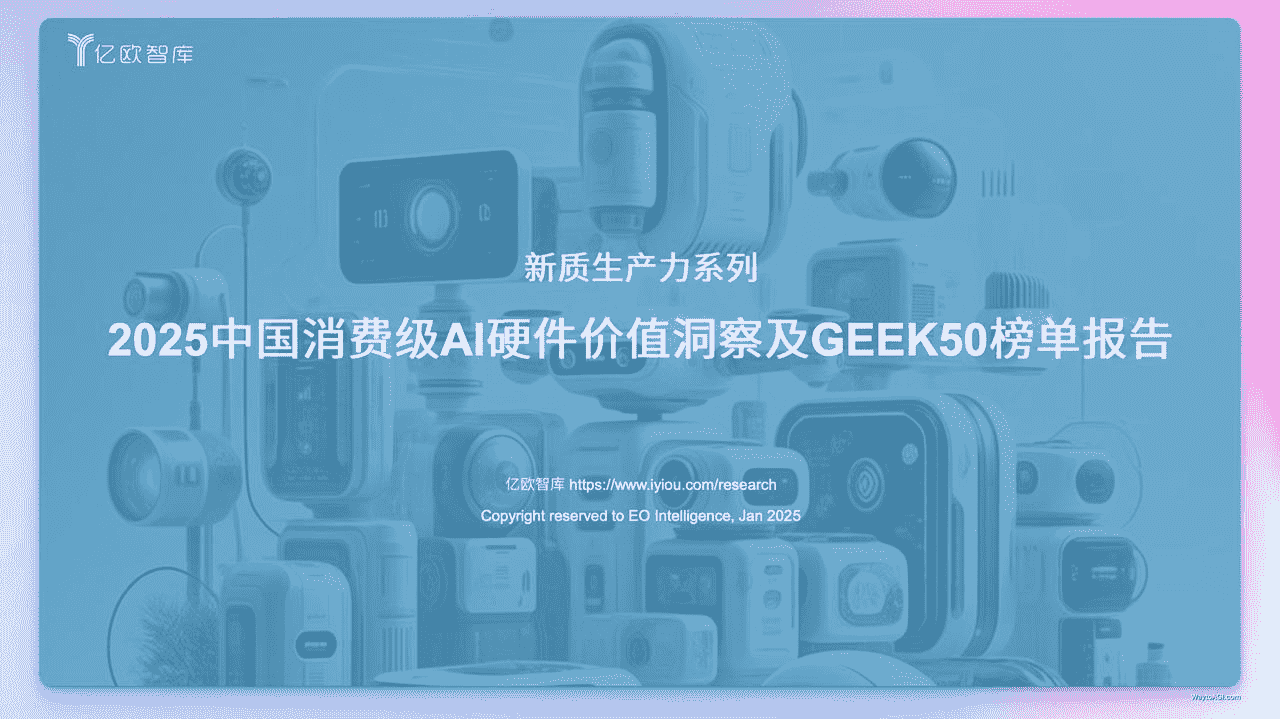 亿欧智库
新质生产力系列
2025中国消费级AI硬件价值洞察及GEEK50榜单报告
亿欧智库 https://www.iyiou.com/research
Copyright reserved to EO Intelligence, Jan 2025
WaytoAGI.com